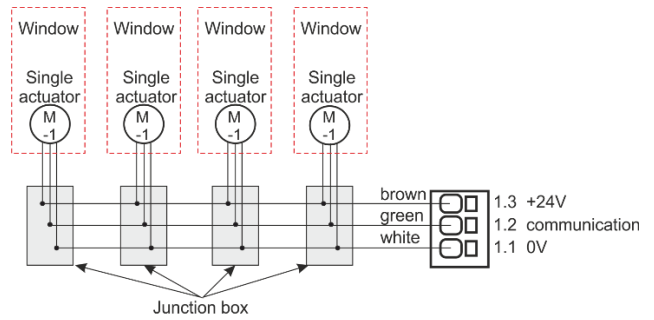 Window Window Window Window
Single Single Single Single
actuator actuator actuator actuator
M M M M
-1 -1 -1 -1
brown 1.3 +24V
green 1.2 communication
white 1.1 0V
Junction box